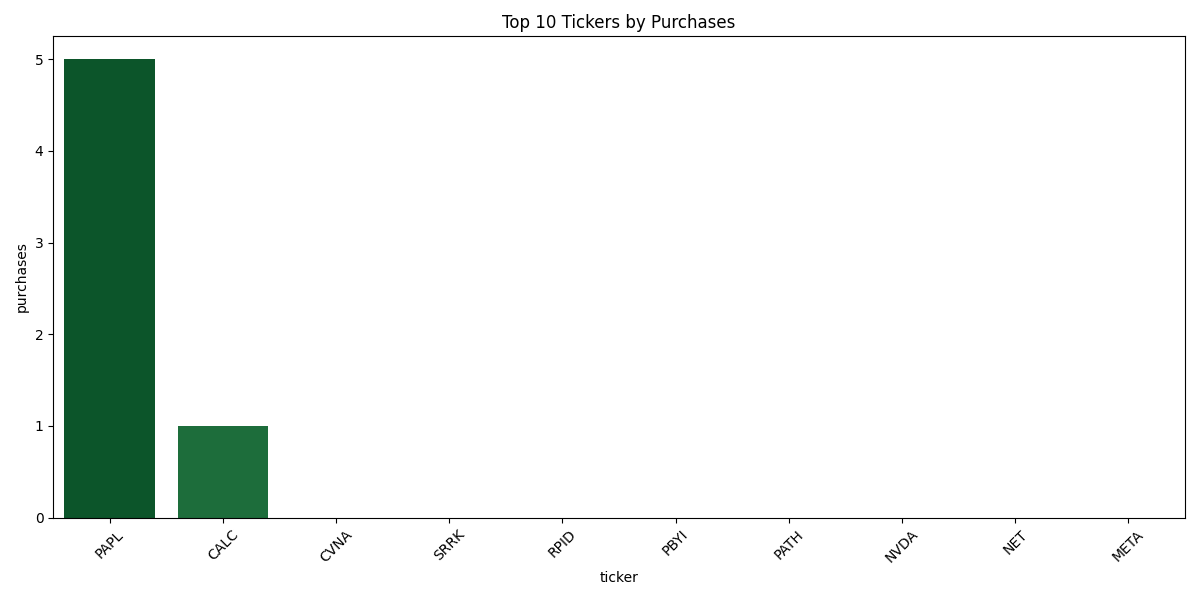 Top 10 Tickers by Purchases
purchases
5
4
3
2
1
0
PAPL CALC CVNA SRRK RPID PBYI PATH NVDA NET META
ticker